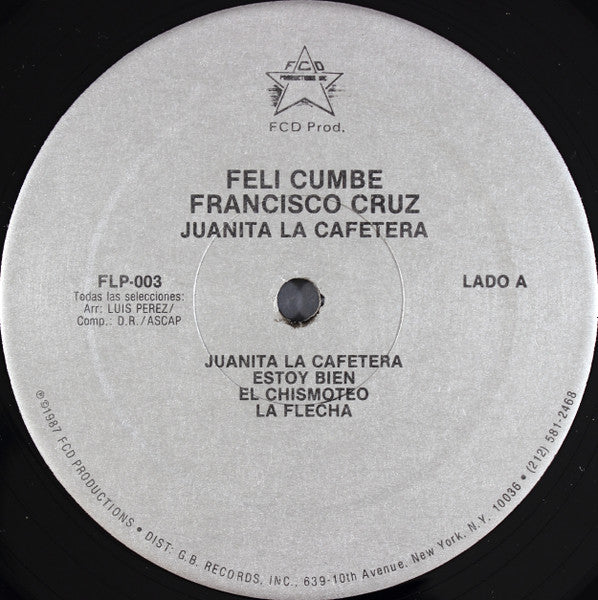 FCD
PRODUCTIONS INC
FCD Prod.
FELI CUMBE
FRANCISCO CRUZ
JUANITA LA CAFETERA
FLP-003
Todas las selecciones:
Arr: LUIS PEREZ/
Comp.: D.R./ASCAP
LADO A
JUANITA LA CAFETERA
ESTOY BIEN
EL CHISMOTEO
LA FLECHA
℗©1987 FCD PRODUCTIONS • DIST: G.B. RECORDS, INC., 639-10th Avenue, New York, N.Y. 10036 • (212) 581-2468